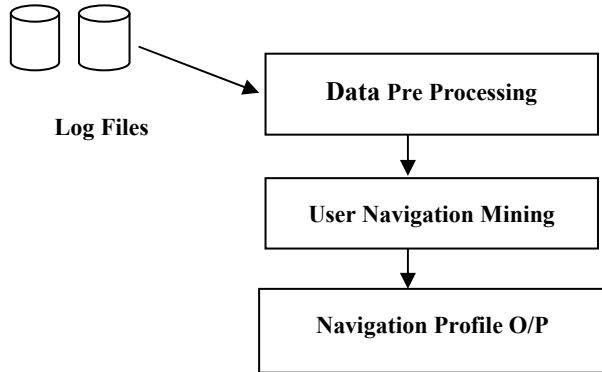 Data Pre Processing
Log Files
User Navigation Mining
Navigation Profile O/P